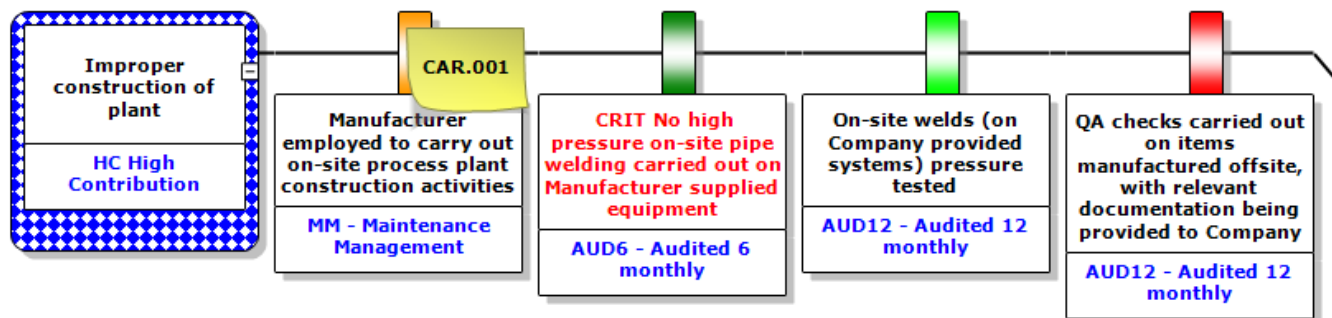 Improper
construction of
plant
HC High
Contribution
CAR.001
Manufacturer
employed to carry out
on-site process plant
construction activities
MM - Maintenance
Management
CRIT No high
pressure on-site pipe
welding carried out on
Manufacturer supplied
equipment
AUD6 - Audited 6
monthly
On-site welds (on
Company provided
systems) pressure
tested
AUD12 - Audited 12
monthly
QA checks carried out
on items
manufactured offsite,
with relevant
documentation being
provided to Company
AUD12 - Audited 12
monthly